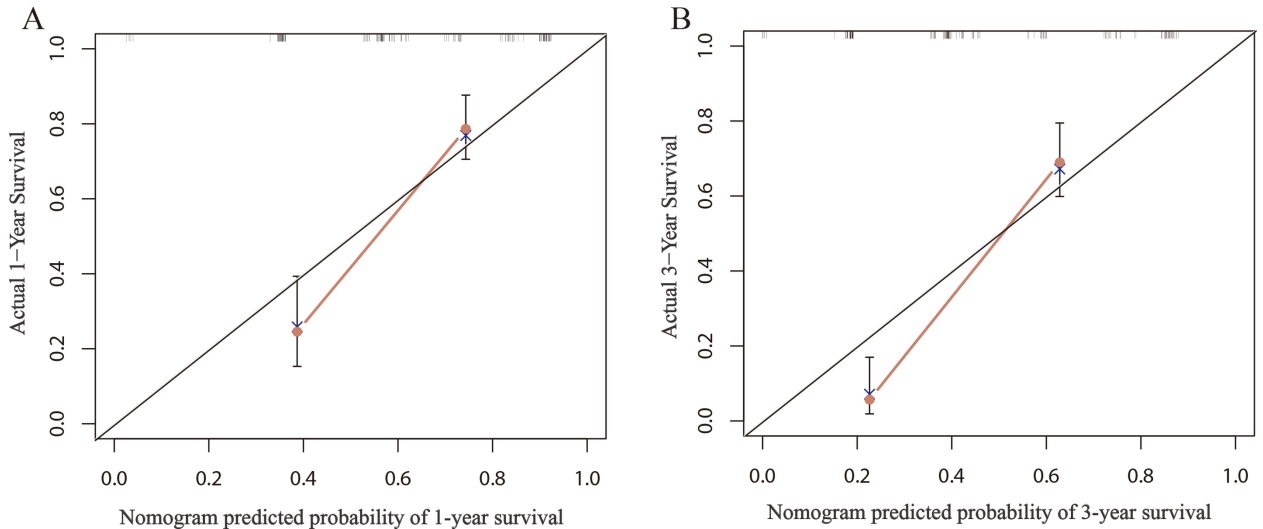 A
Actual 1−Year Survival
1.0
0.8
0.6
0.4
0.2
0.0
0.0 0.2 0.4 0.6 0.8 1.0
Nomogram predicted probability of 1-year survival
B
Actual 3−Year Survival
1.0
0.8
0.6
0.4
0.2
0.0
0.0 0.2 0.4 0.6 0.8 1.0
Nomogram predicted probability of 3-year survival